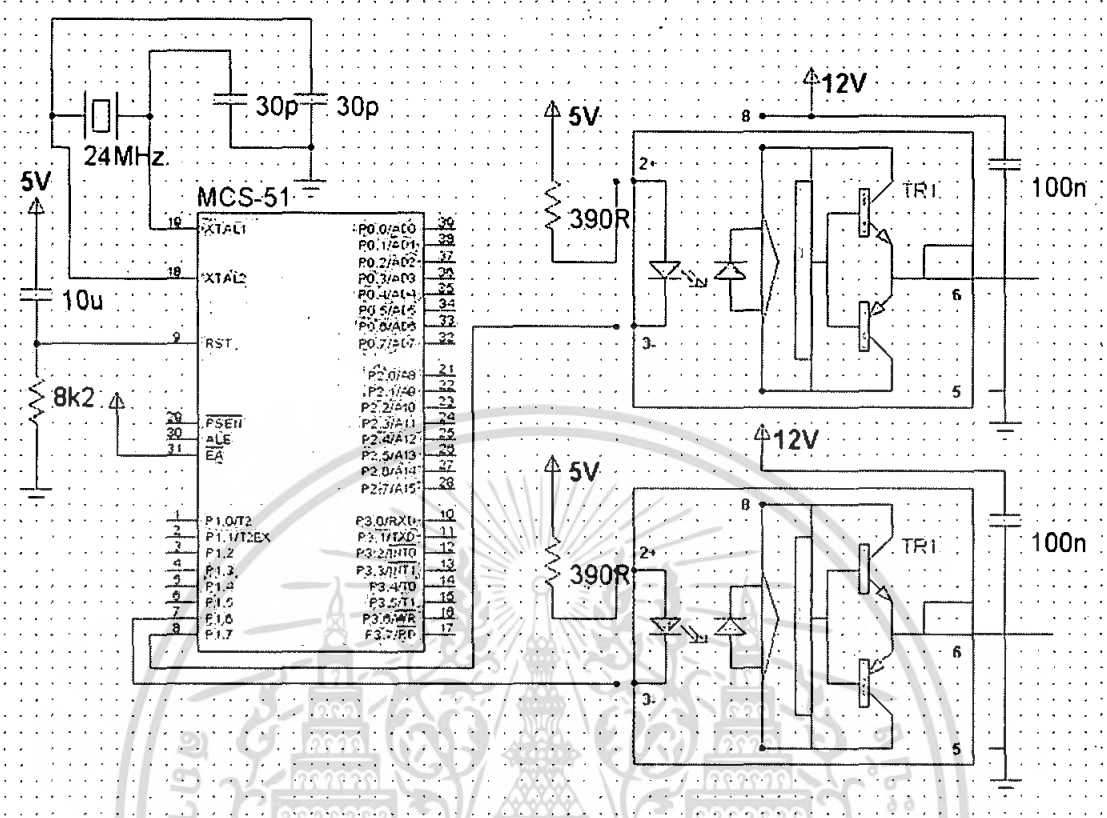 30p
30p
24MHz
5V
10u
8k2
MCS-51
19
XTAL1
18
XTAL2
9
RST
29
PSEN
30
ALE
31
EA
1
P1.0/T2
2
P1.1/T2EX
3
P1.2
4
P1.3
5
P1.4
6
P1.5
7
P1.6
8
P1.7
P0.0/AD0
39
P0.1/AD1
38
P0.2/AD2
37
P0.3/AD3
36
P0.4/AD4
35
P0.5/AD5
34
P0.6/AD6
33
P0.7/AD7
32
P2.0/A8
21
P2.1/A9
22
P2.2/A10
23
P2.3/A11
24
P2.4/A12
25
P2.5/A13
26
P2.6/A14
27
P2.7/A15
28
P3.0/RXD
10
P3.1/TXD
11
P3.2/INT0
12
P3.3/INT1
13
P3.4/T0
14
P3.5/T1
15
P3.6/WR
16
P3.7/RD
17
5V
390R
12V
8
2+
3-
TR1
6
5
100n
5V
390R
12V
8
2+
3-
TR1
6
5
100n